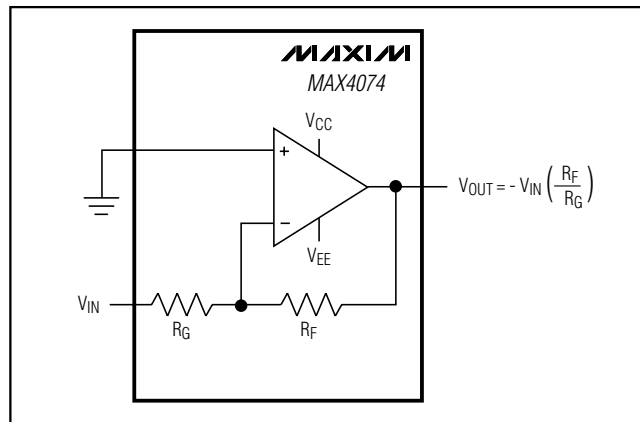 MAXIM
MAX4074
VCC
+
VOUT = - VIN (RF/RG)
−
VEE
VIN
RG
RF